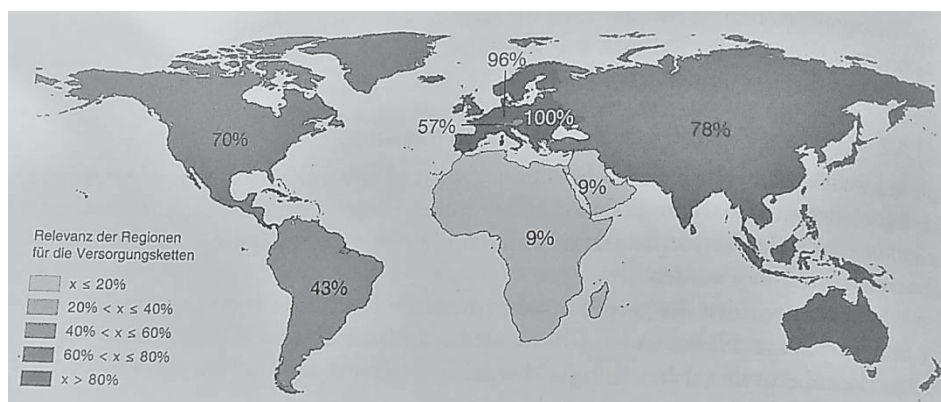 96%
100%
57%
70%
78%
9%
9%
43%
Relevanz der Regionen
für die Versorgungsketten
x ≤ 20%
20% < x ≤ 40%
40% < x ≤ 60%
60% < x ≤ 80%
x > 80%